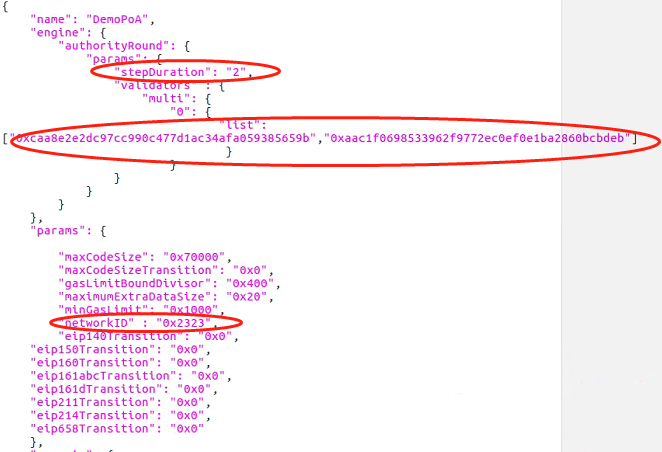 {
"name": "DemoPoA",
"engine": {
"authorityRound": {
"params": {
"stepDuration": "2",
"validators" : {
"multi": {
"0": {
"list":
["0xcaa8e2e2dc97cc990c477d1ac34afa059385659b","0xaac1f0698533962f9772ec0ef0e1ba2860bcbdeb"]
}
}
}
}
}
},
"params": {
"maxCodeSize": "0x70000",
"maxCodeSizeTransition": "0x0",
"gasLimitBoundDivisor": "0x400",
"maximumExtraDataSize": "0x20",
"minGasLimit": "0x1000",
"networkID" : "0x2323",
"eip140Transition": "0x0",
"eip150Transition": "0x0",
"eip160Transition": "0x0",
"eip161abcTransition": "0x0",
"eip161dTransition": "0x0",
"eip211Transition": "0x0",
"eip214Transition": "0x0",
"eip658Transition": "0x0"
},